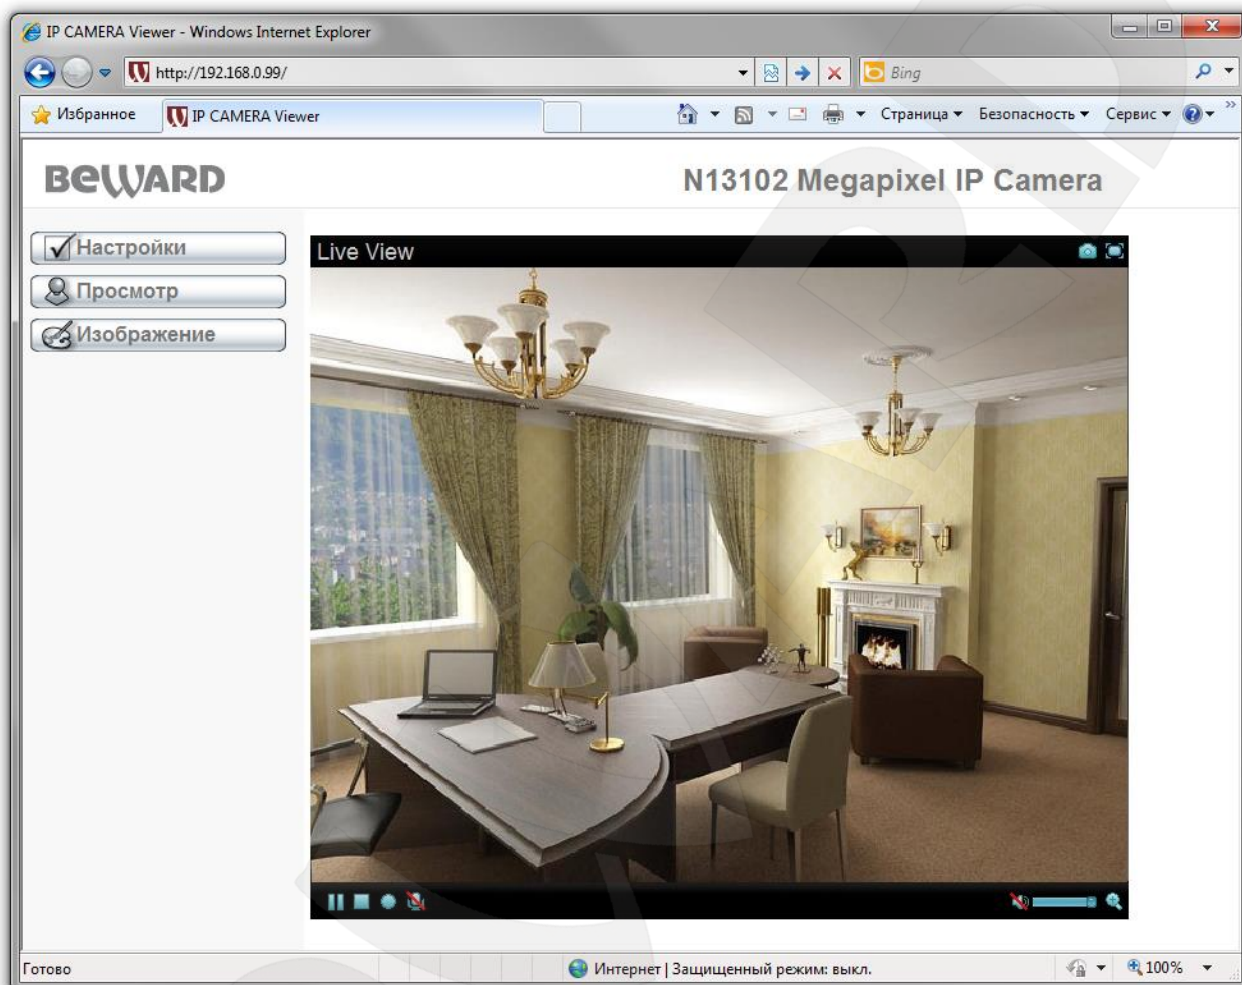 IP CAMERA Viewer - Windows Internet Explorer
http://192.168.0.99/
Bing
Избранное
IP CAMERA Viewer
Страница
Безопасность
Сервис
BEWARD
N13102 Megapixel IP Camera
Настройки
Live View
Просмотр
Изображение
Готово
Интернет | Защищенный режим: выкл.
100%